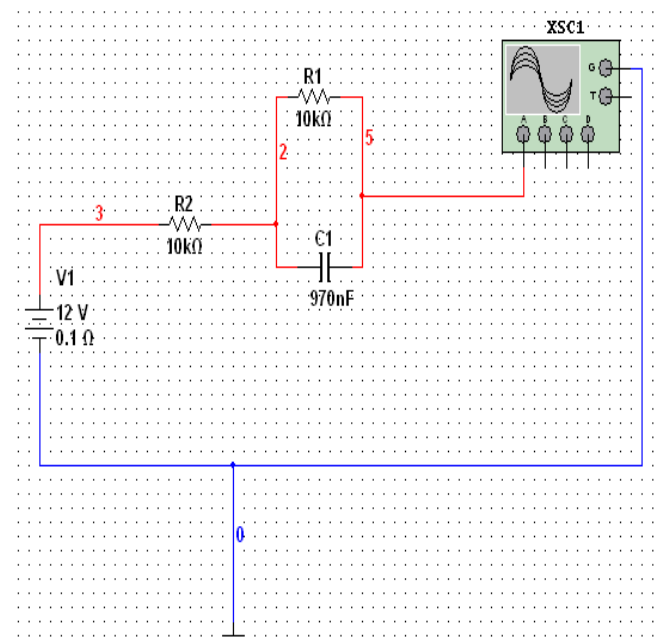 XSC1
G
T
A B C D
R1
10kΩ
2
5
3
R2
10kΩ
C1
970nF
V1
12 V
0.1 Ω
0